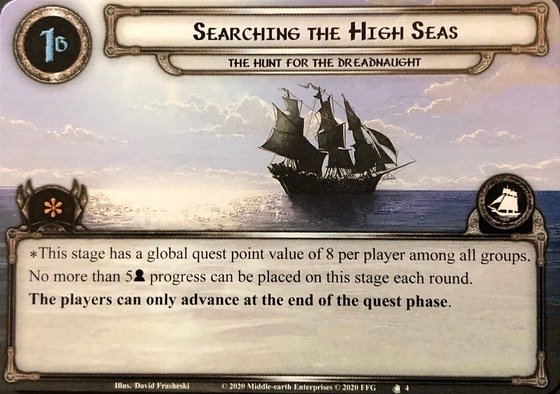 1B
SEARCHING THE HIGH SEAS
THE HUNT FOR THE DREADNAUGHT
*
*This stage has a global quest point value of 8 per player among all groups.
No more than 5 progress can be placed on this stage each round.
The players can only advance at the end of the quest phase.
Illus. David Frasheski © 2020 Middle-earth Enterprises © 2020 FFG 4